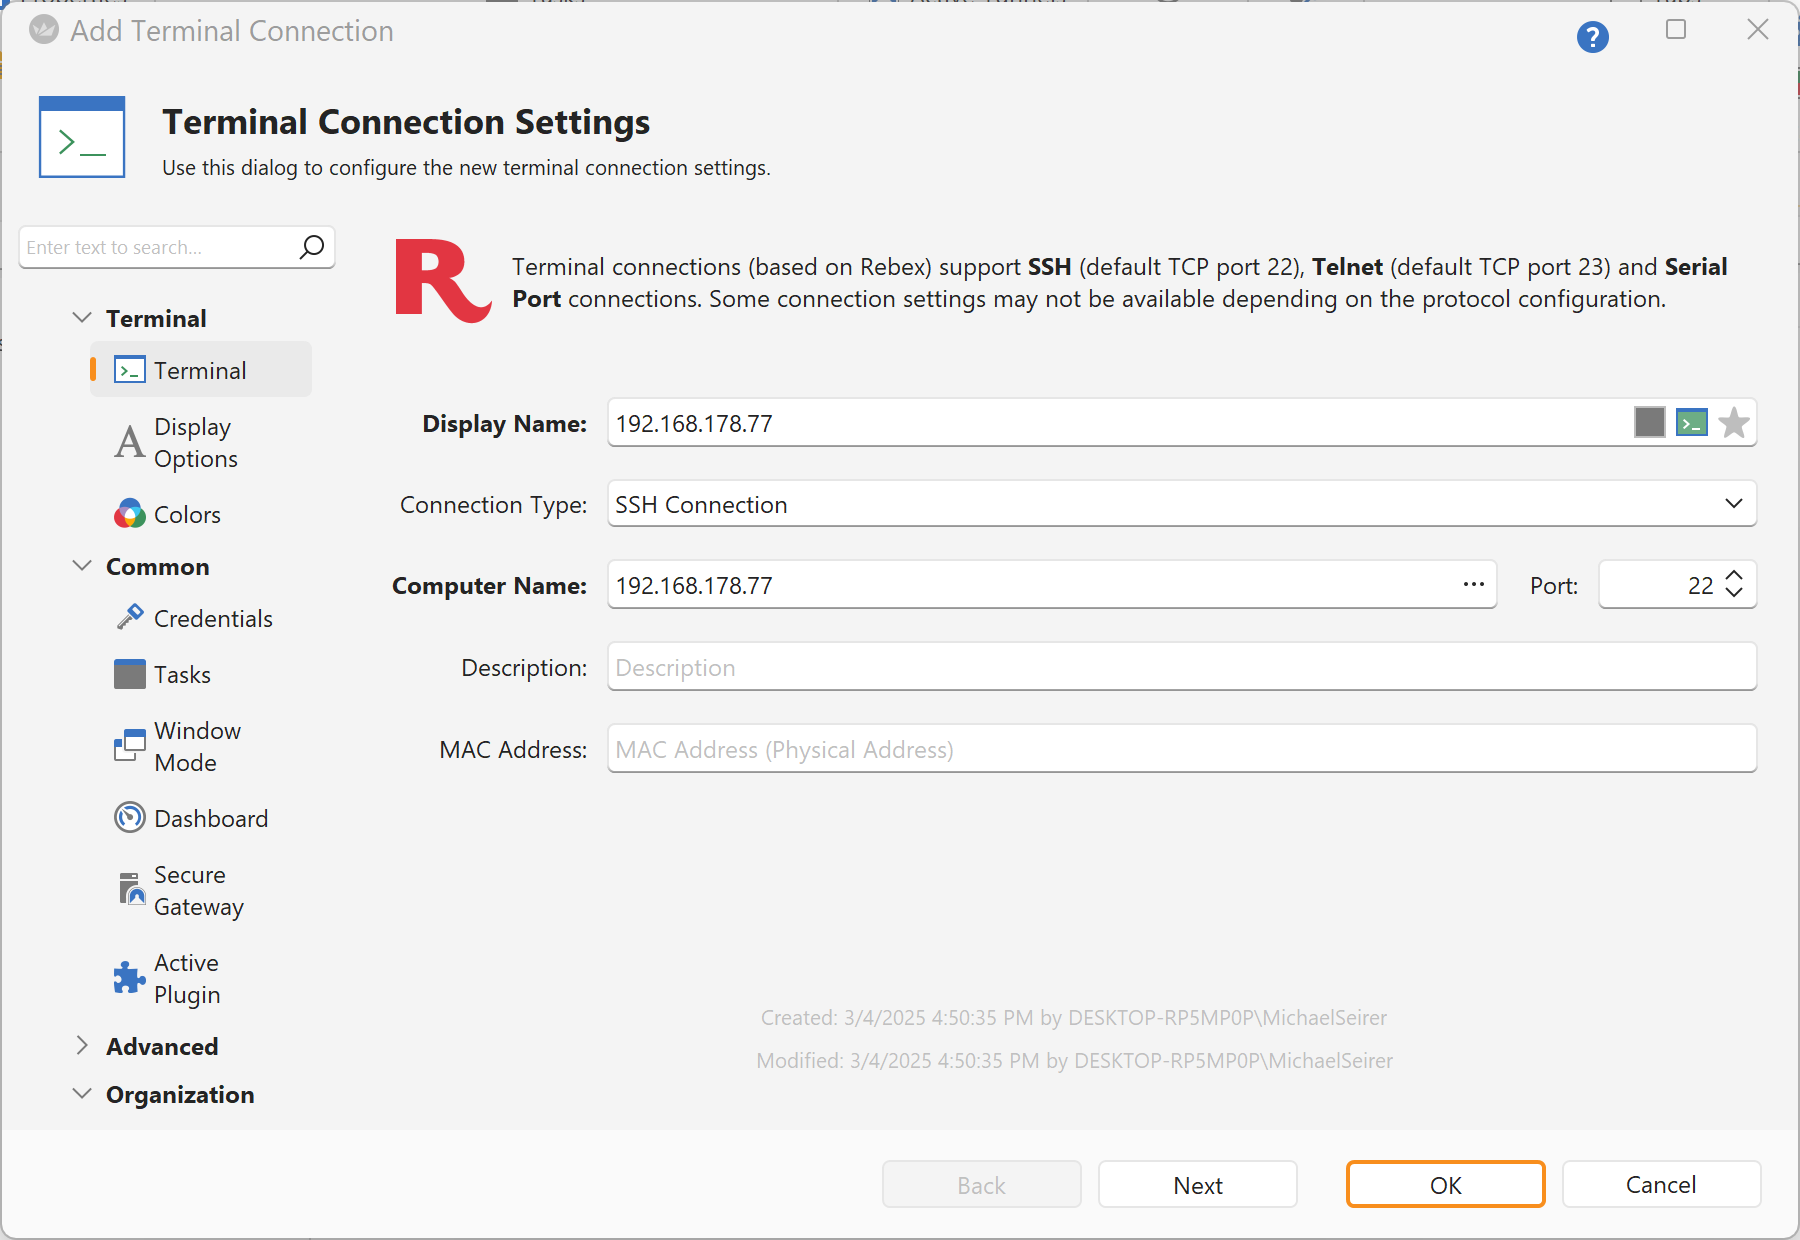 Add Terminal Connection
?
Terminal Connection Settings
Use this dialog to configure the new terminal connection settings.
Enter text to search...
Terminal
Terminal
Display
Options
Colors
Common
Credentials
Tasks
Window
Mode
Dashboard
Secure
Gateway
Active
Plugin
Advanced
Organization
R
Terminal connections (based on Rebex) support SSH (default TCP port 22), Telnet (default TCP port 23) and Serial
Port connections. Some connection settings may not be available depending on the protocol configuration.
Display Name: 192.168.178.77
Connection Type: SSH Connection
Computer Name: 192.168.178.77 ... Port: 22
Description: Description
MAC Address: MAC Address (Physical Address)
Created: 3/4/2025 4:50:35 PM by DESKTOP-RP5MP0P\MichaelSeirer
Modified: 3/4/2025 4:50:35 PM by DESKTOP-RP5MP0P\MichaelSeirer
Back Next OK Cancel